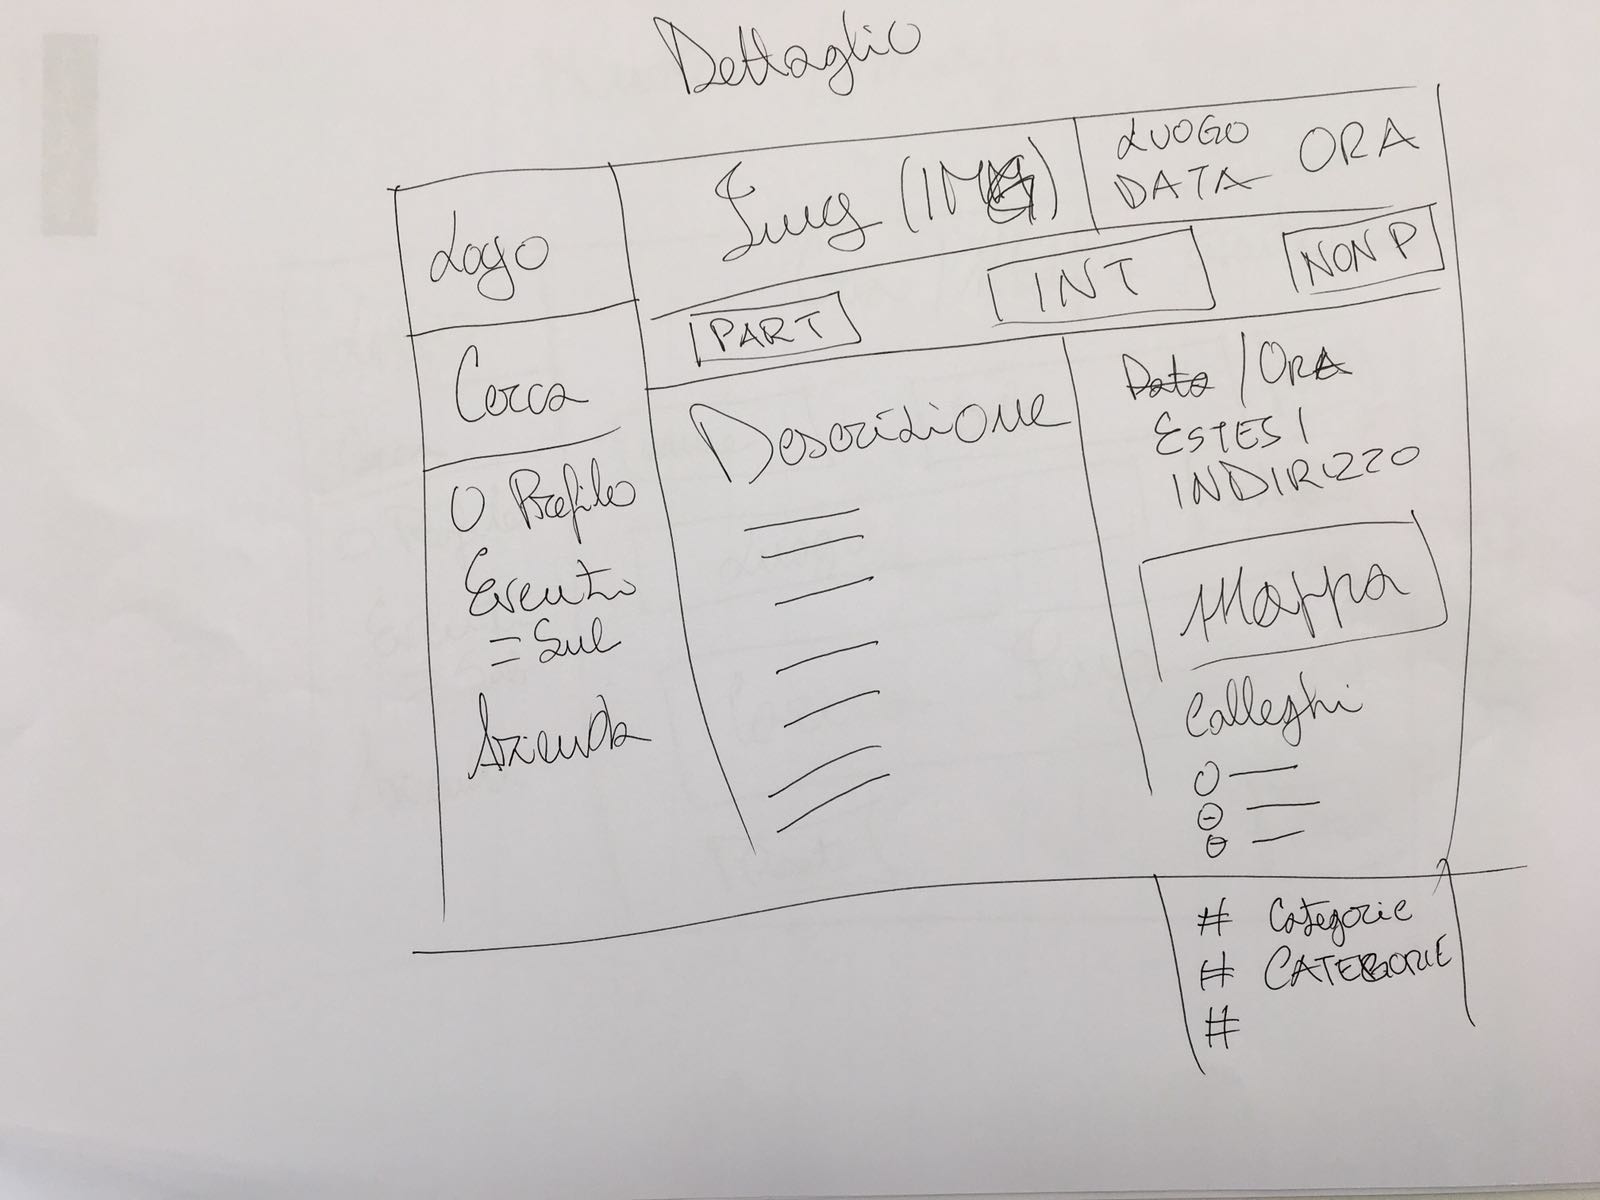 Dettaglio
Logo
Cerca
O Profilo
Evento
= Sul
Azienda
Img (IMG)
LUOGO
DATA
ORA
PART
INT
NON P
Descrizione
Data / ORA
ESTESI
INDIRIZZO
Mappa
Colleghi
# Categorie
# CATEGORIE
#